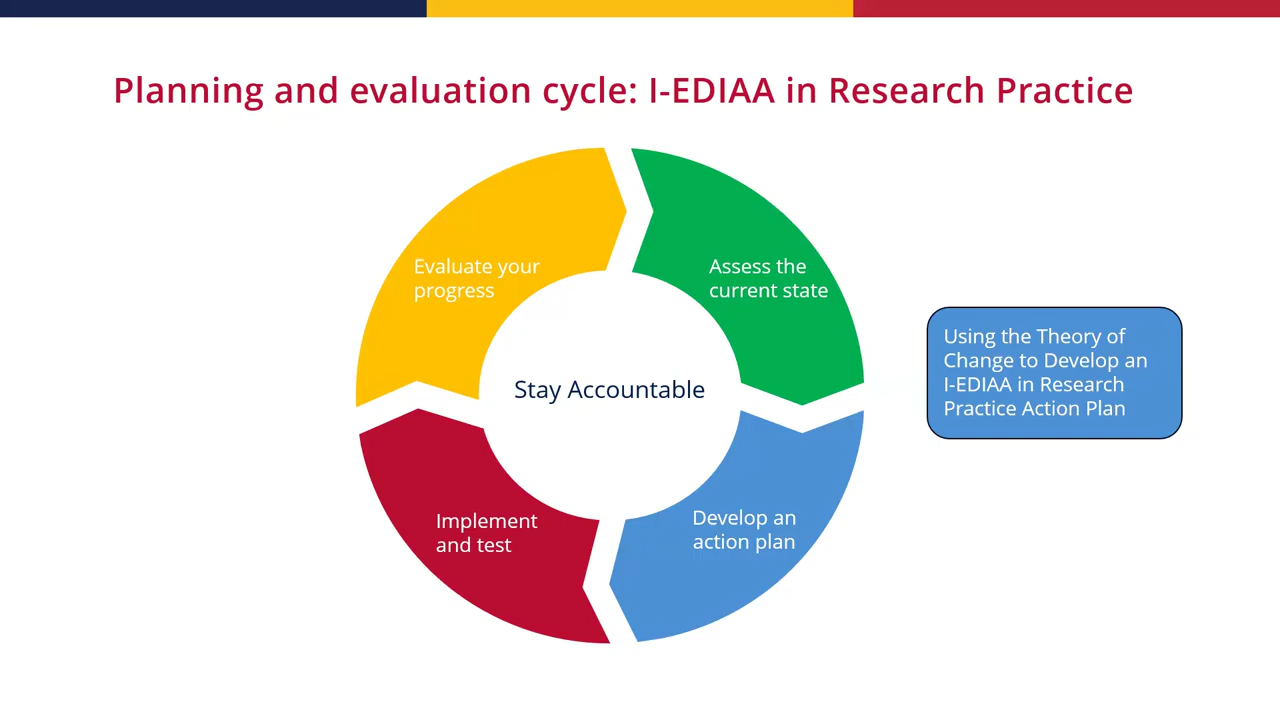 Planning and evaluation cycle: I-EDIAA in Research Practice
Evaluate your
progress
Assess the
current state
Using the Theory of
Change to Develop an
I-EDIAA in Research
Practice Action Plan
Stay Accountable
Implement
and test
Develop an
action plan